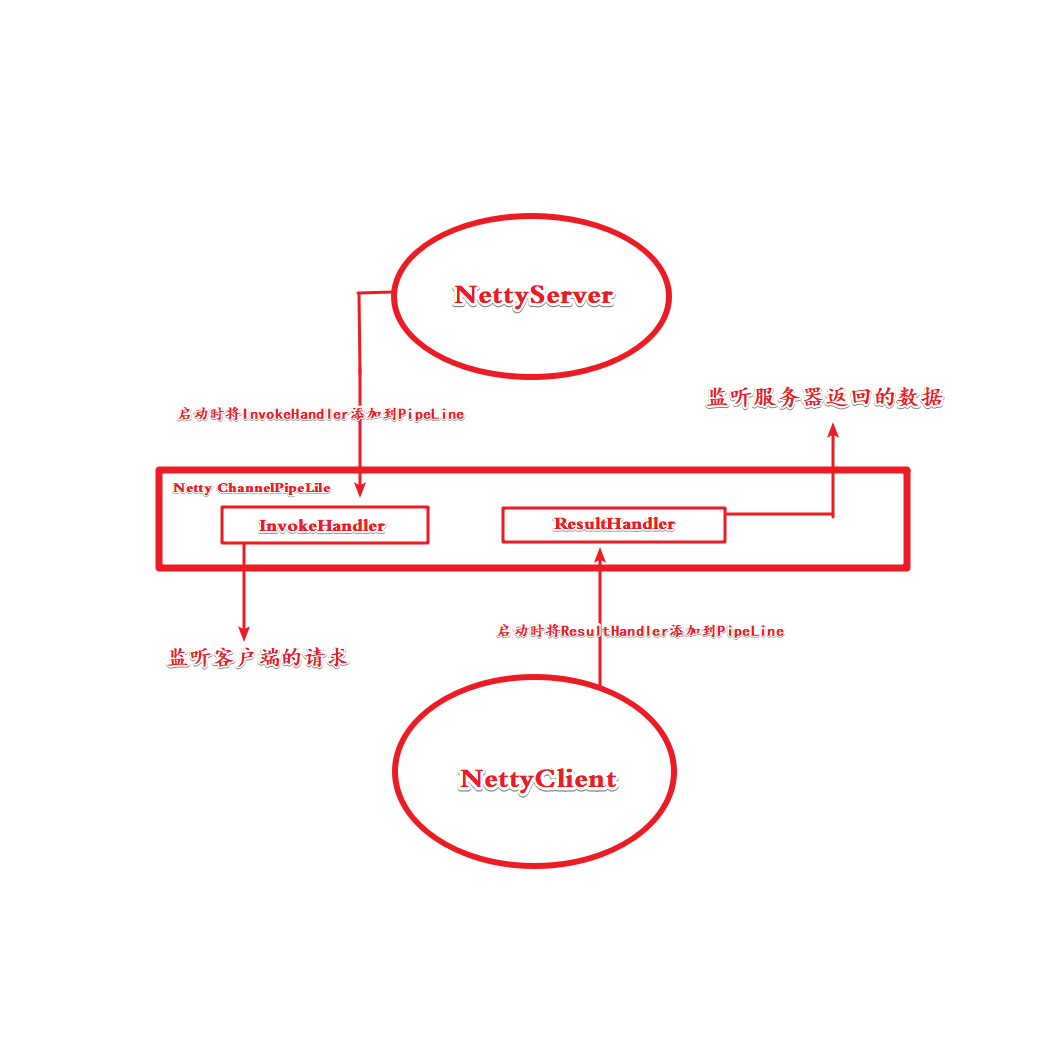 NettyServer
监听服务器返回的数据
启动时将InvokeHandler添加到PipeLine
Netty ChannelPipeLile
InvokeHandler
ResultHandler
启动时将ResultHandler添加到PipeLine
监听客户端的请求
NettyClient